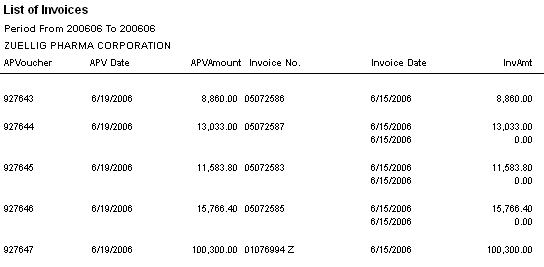 List of Invoices
Period From 200606 To 200606
ZUELLIG PHARMA CORPORATION
APVoucher APV Date APVAmount Invoice No. Invoice Date InvAmt
927643 6/19/2006 8,860.00 05072586 6/15/2006 8,860.00
927644 6/19/2006 13,033.00 05072587 6/15/2006 13,033.00
6/15/2006 0.00
927645 6/19/2006 11,583.80 05072583 6/15/2006 11,583.80
6/15/2006 0.00
927646 6/19/2006 15,766.40 05072585 6/15/2006 15,766.40
6/15/2006 0.00
927647 6/19/2006 100,300.00 01076994 Z 6/15/2006 100,300.00